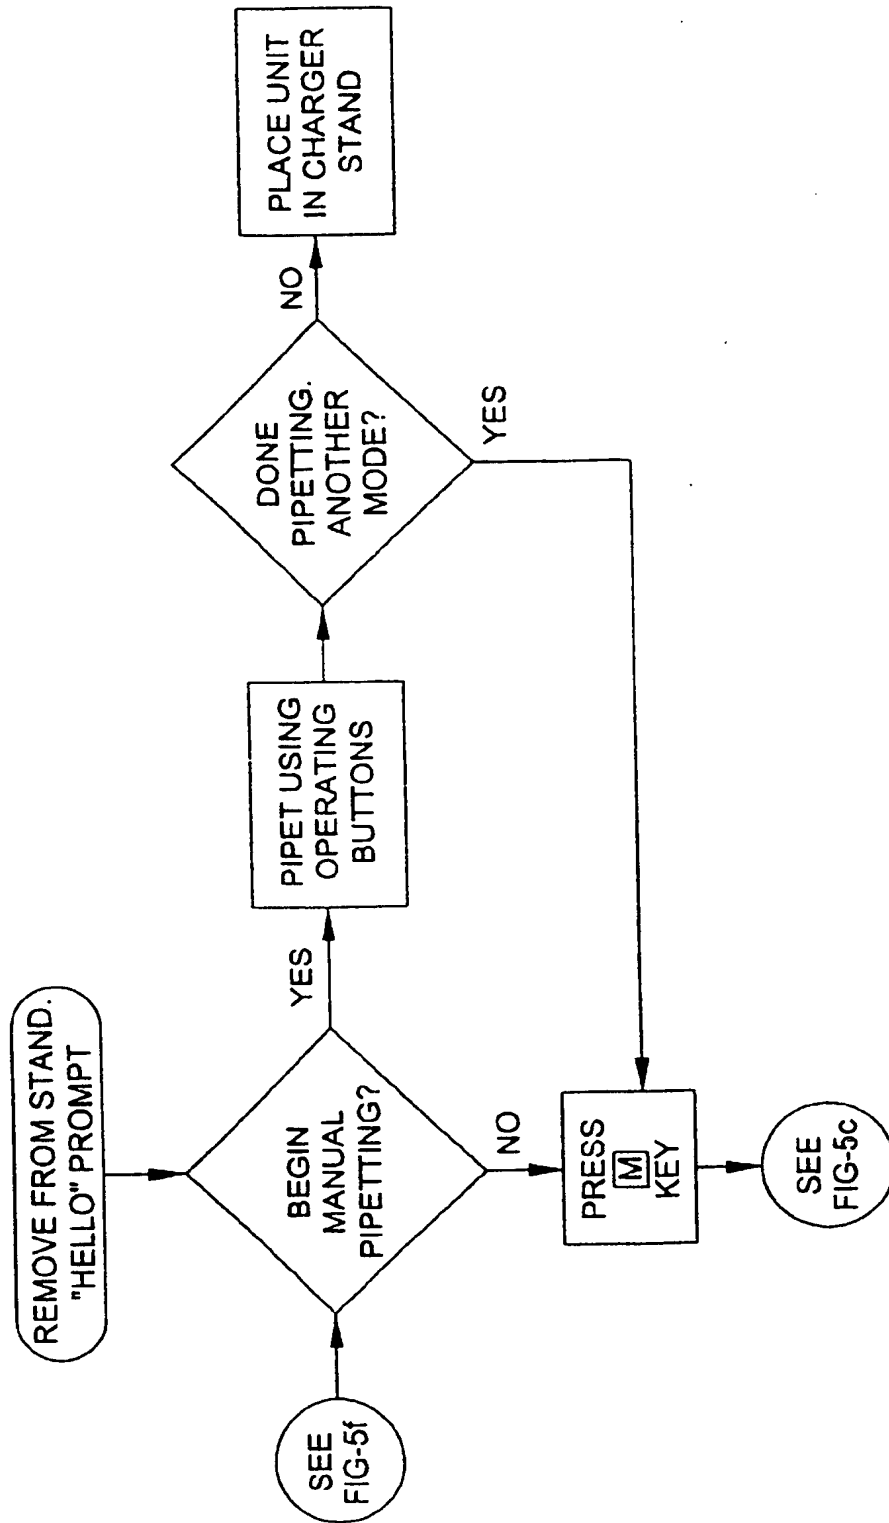 REMOVE FROM STAND.
"HELLO" PROMPT
SEE
FIG-5f
BEGIN
MANUAL
PIPETTING?
YES
NO
PIPET USING
OPERATING
BUTTONS
DONE
PIPETTING.
ANOTHER
MODE?
NO
YES
PLACE UNIT
IN CHARGER
STAND
PRESS
M
KEY
SEE
FIG-5c